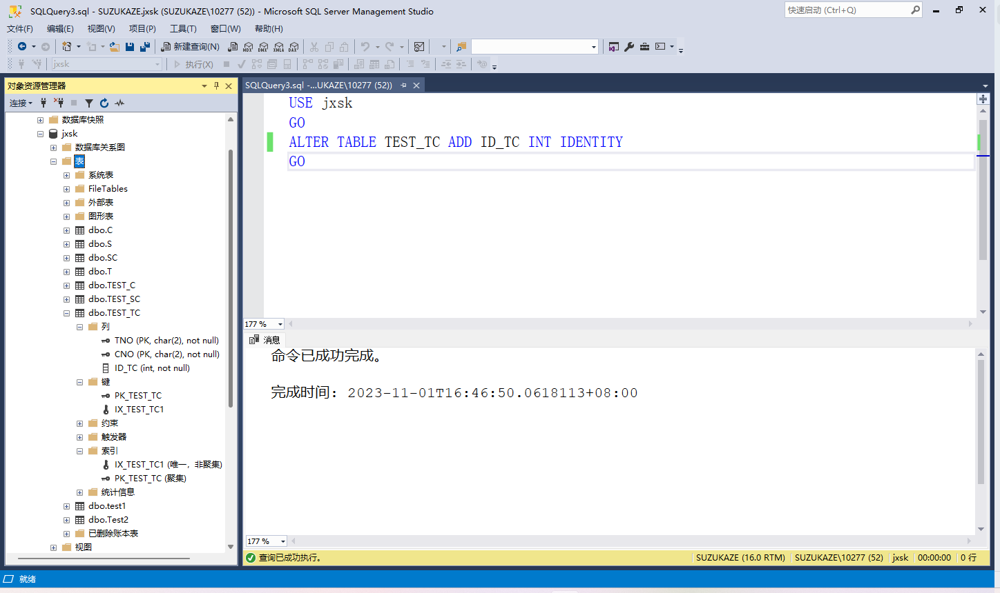 SQLQuery3.sql - SUZUKAZE.jxsk (SUZUKAZE\10277 (52)) - Microsoft SQL Server Management Studio
快速启动 (Ctrl+Q)
文件(F) 编辑(E) 视图(V) 项目(P) 工具(T) 窗口(W) 帮助(H)
新建查询(N) MDX DMX XMLA DAX
jxsk 执行(X)
对象资源管理器
连接
数据库快照
jxsk
数据库关系图
表
系统表
FileTables
外部表
图形表
dbo.C
dbo.S
dbo.SC
dbo.T
dbo.TEST_C
dbo.TEST_SC
dbo.TEST_TC
列
TNO (PK, char(2), not null)
CNO (PK, char(2), not null)
ID_TC (int, not null)
键
PK_TEST_TC
IX_TEST_TC1
约束
触发器
索引
IX_TEST_TC1 (唯一，非聚集)
PK_TEST_TC (聚集)
统计信息
dbo.test1
dbo.Test2
已删除账本表
视图
SQLQuery3.sql -...UKAZE\10277 (52))
USE jxsk
GO
ALTER TABLE TEST_TC ADD ID_TC INT IDENTITY
GO
177 %
消息
命令已成功完成。
完成时间: 2023-11-01T16:46:50.0618113+08:00
177 %
查询已成功执行。
SUZUKAZE (16.0 RTM) SUZUKAZE\10277 (52) jxsk 00:00:00 0 行
就绪